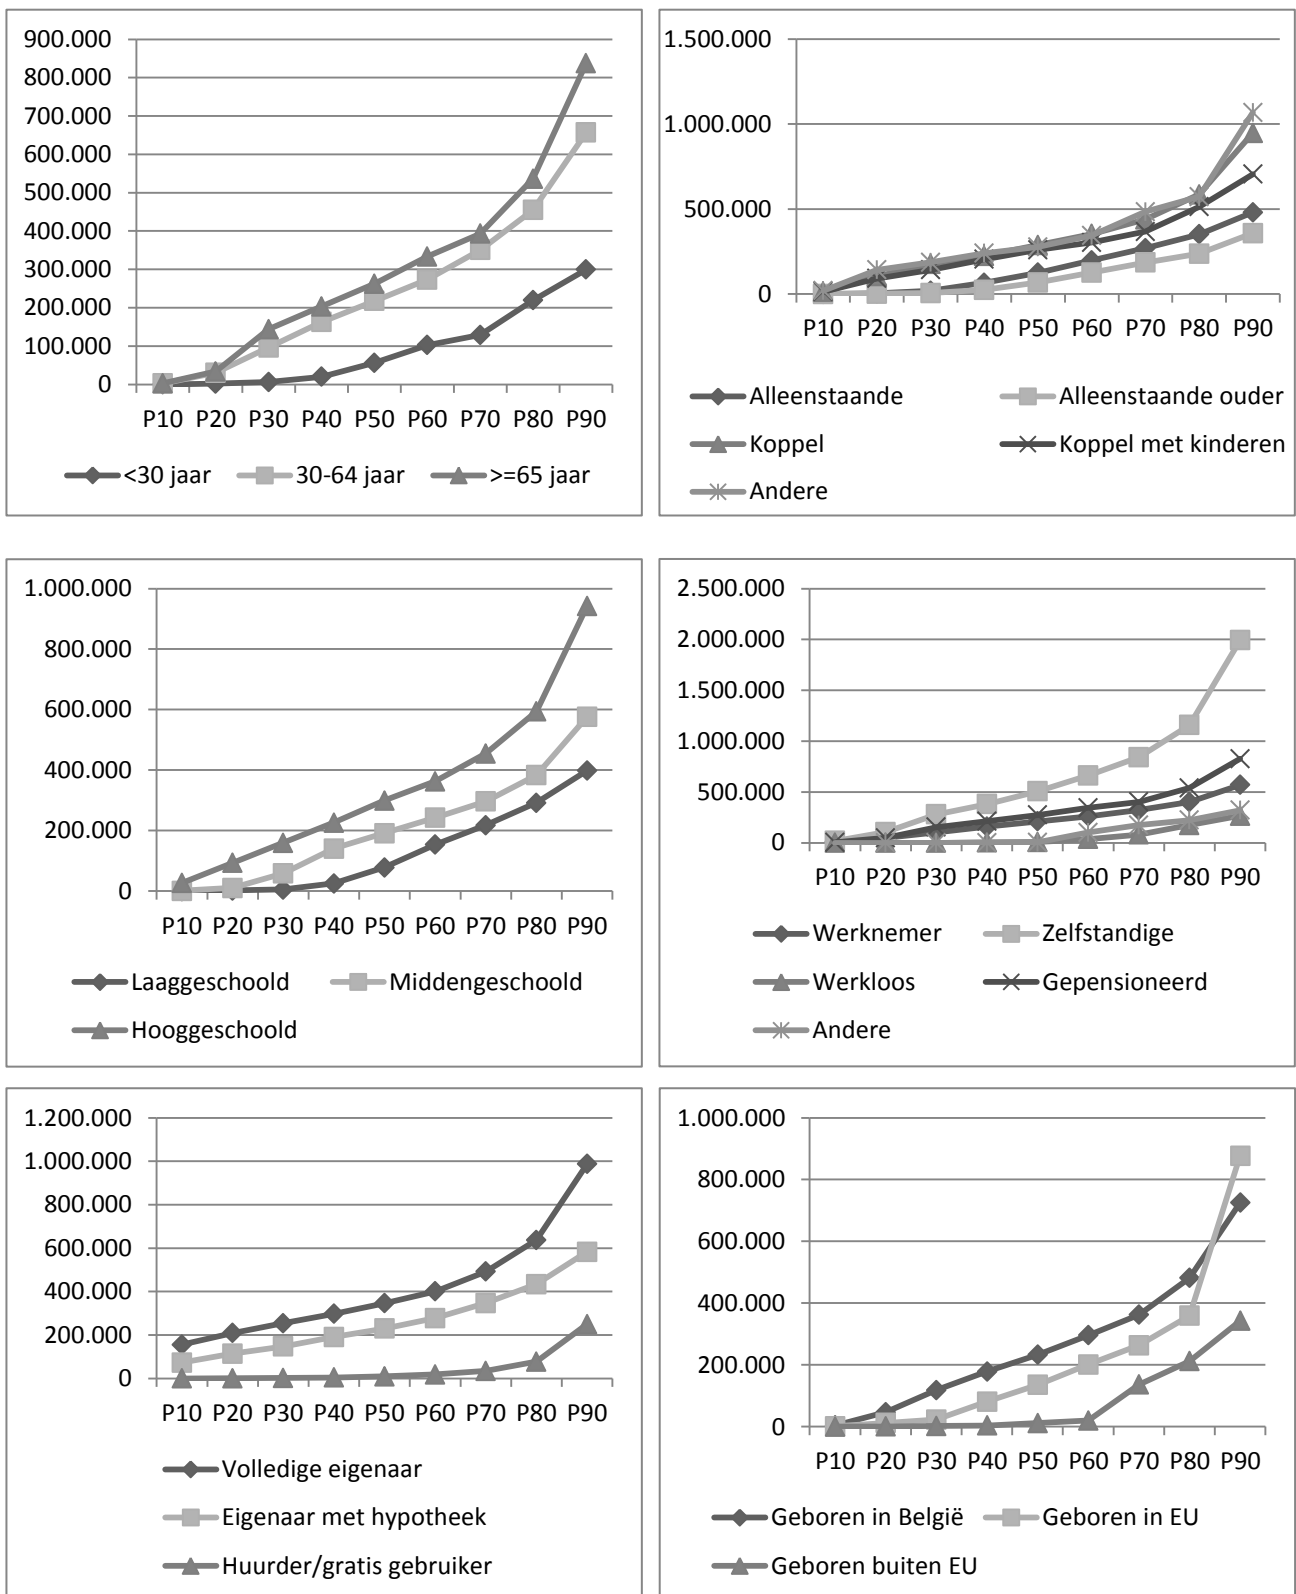 900.000
800.000
700.000
600.000
500.000
400.000
300.000
200.000
100.000
0
P10 P20 P30 P40 P50 P60 P70 P80 P90
<30 jaar 30-64 jaar >=65 jaar
1.500.000
1.000.000
500.000
0
P10 P20 P30 P40 P50 P60 P70 P80 P90
Alleenstaande Alleenstaande ouder
Koppel Koppel met kinderen
Andere
1.000.000
800.000
600.000
400.000
200.000
0
P10 P20 P30 P40 P50 P60 P70 P80 P90
Laaggeschoold Middengeschoold
Hooggeschoold
2.500.000
2.000.000
1.500.000
1.000.000
500.000
0
P10 P20 P30 P40 P50 P60 P70 P80 P90
Werknemer Zelfstandige
Werkloos Gepensioneerd
Andere
1.200.000
1.000.000
800.000
600.000
400.000
200.000
0
P10 P20 P30 P40 P50 P60 P70 P80 P90
Volledige eigenaar
Eigenaar met hypotheek
Huurder/gratis gebruiker
1.000.000
800.000
600.000
400.000
200.000
0
P10 P20 P30 P40 P50 P60 P70 P80 P90
Geboren in België Geboren in EU
Geboren buiten EU